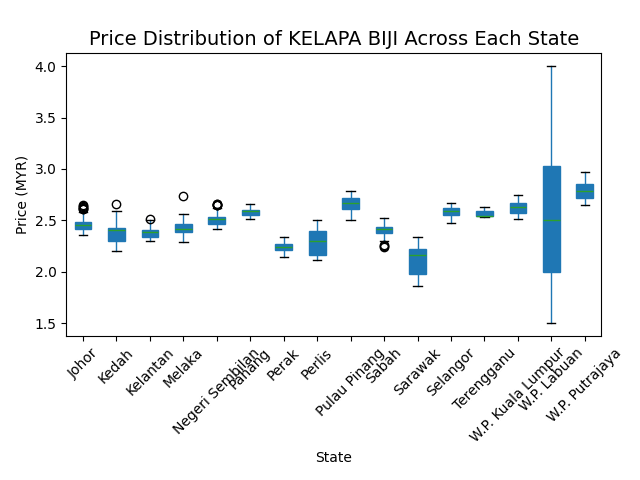 Price Distribution of KELAPA BIJI Across Each State
Price (MYR)
4.0
3.5
3.0
2.5
2.0
1.5
Johor
Kedah
Kelantan
Melaka
Negeri Sembilan
Pahang
Perak
Perlis
Pulau Pinang
Sabah
Sarawak
Selangor
Terengganu
W.P. Kuala Lumpur
W.P. Labuan
W.P. Putrajaya
State